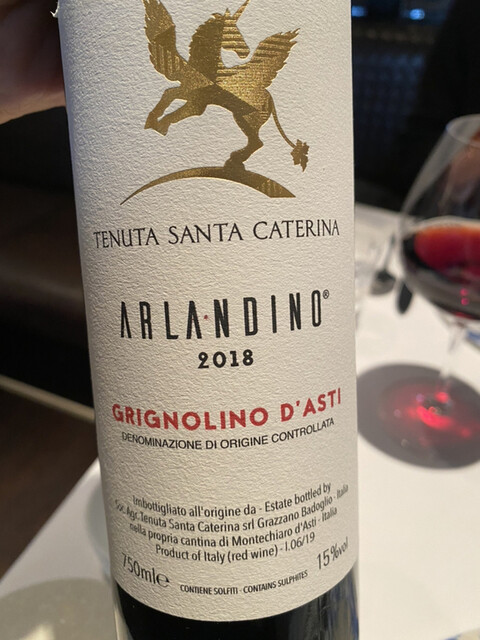 TENUTA SANTA CATERINA
ARLANDINO®
2018
GRIGNOLINO D'ASTI
DENOMINAZIONE DI ORIGINE CONTROLLATA
Imbottigliato all'origine da - Estate bottled by
Soc.Agr.Tenuta Santa Caterina srl Grazzano Badoglio - Italia
nella propria cantina di Montechiaro d'Asti - Italia
Product of Italy (red wine) - l.06/19
750ml℮ CONTIENE SOLFITI - CONTAINS SULPHITES 15%vol